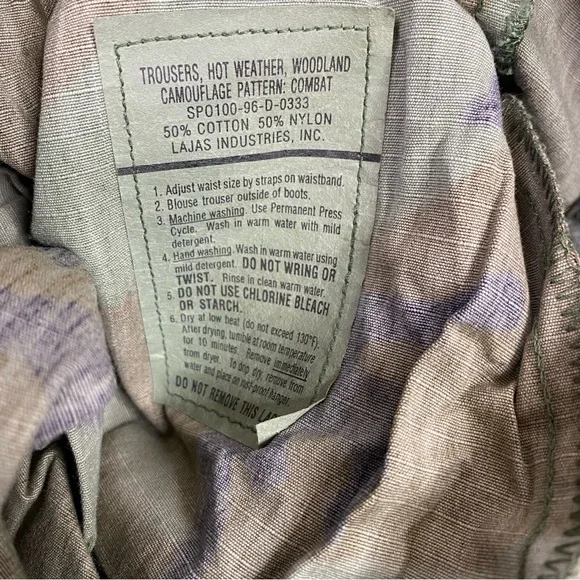 TROUSERS, HOT WEATHER, WOODLAND
CAMOUFLAGE PATTERN: COMBAT
SPO100-96-D-0333
50% COTTON 50% NYLON
LAJAS INDUSTRIES, INC.
1. Adjust waist size by straps on waistband.
2. Blouse trouser outside of boots.
3. Machine washing. Use Permanent Press
Cycle. Wash in warm water with mild
detergent.
4. Hand washing. Wash in warm water using
mild detergent. DO NOT WRING OR
TWIST. Rinse in clean warm water.
5. DO NOT USE CHLORINE BLEACH
OR STARCH.
6. Dry at low heat (do not exceed 130°F).
After drying, tumble at room temperature
for 10 minutes. Remove immediately
from dryer. To drip dry, remove from
water and place on rust-proof hanger.
DO NOT REMOVE THIS LAB